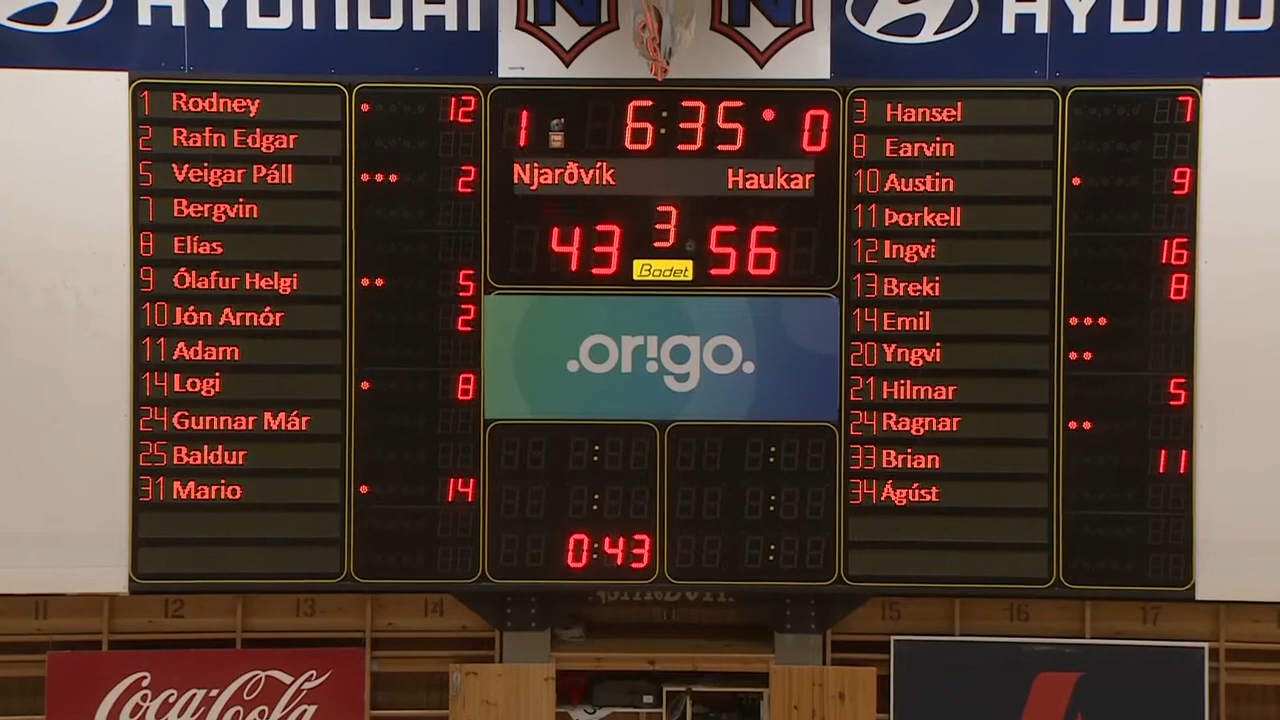 HYUNDAI N N HYUNDAI
1 Rodney 12
2 Rafn Edgar
5 Veigar Páll 2
7 Bergvin
8 Elías
9 Ólafur Helgi 5
10 Jón Arnór 2
11 Adam
14 Logi 8
24 Gunnar Már
25 Baldur
31 Mario 14
1 6:35 0
Njarðvík Haukar
43 3 56
Bodet
.origo.
0:43
3 Hansel 7
8 Earvin
10 Austin 9
11 Þorkell
12 Ingvi 16
13 Breki 8
14 Emil
20 Yngvi
21 Hilmar 5
24 Ragnar
33 Brian 11
34 Ágúst
11 12 13 14 15 16 17
Coca-Cola